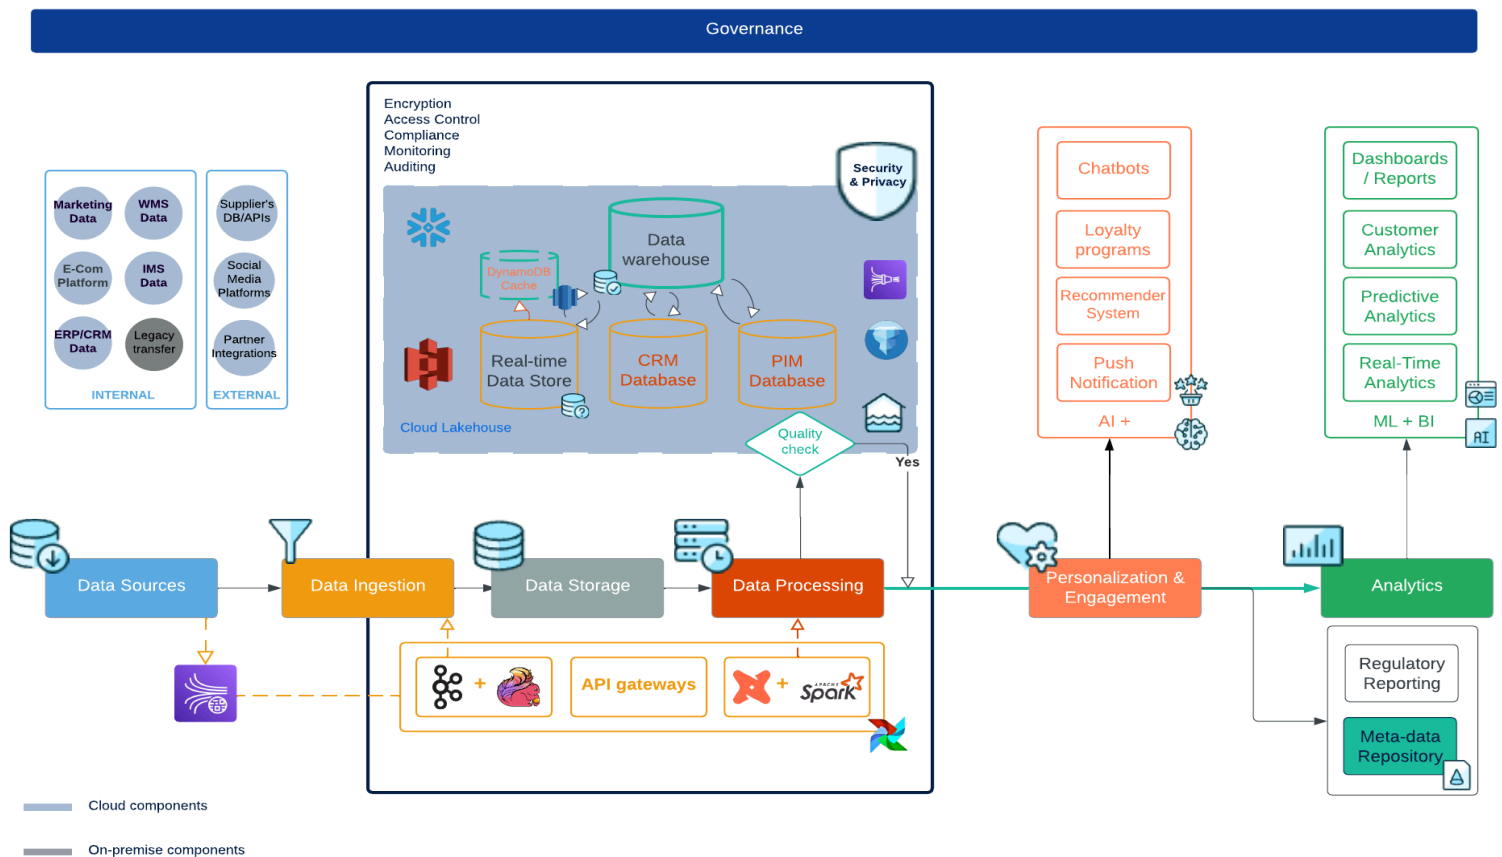 Governance
Encryption
Access Control
Compliance
Monitoring
Auditing
Security
& Privacy
Marketing
Data
WMS
Data
E-Com
Platform
IMS
Data
ERP/CRM
Data
Legacy
transfer
INTERNAL
Supplier's
DB/APIs
Social
Media
Platforms
Partner
Integrations
EXTERNAL
Data
warehouse
DynamoDB
Cache
Real-time
Data Store
CRM
Database
PIM
Database
Cloud Lakehouse
Quality
check
Yes
Chatbots
Loyalty
programs
Recommender
System
Push
Notification
AI +
Dashboards
/ Reports
Customer
Analytics
Predictive
Analytics
Real-Time
Analytics
ML + BI
AI
Data Sources
Data Ingestion
Data Storage
Data Processing
Personalization &
Engagement
Analytics
+
API gateways
+
APACHE
Spark
Regulatory
Reporting
Meta-data
Repository
Cloud components
On-premise components